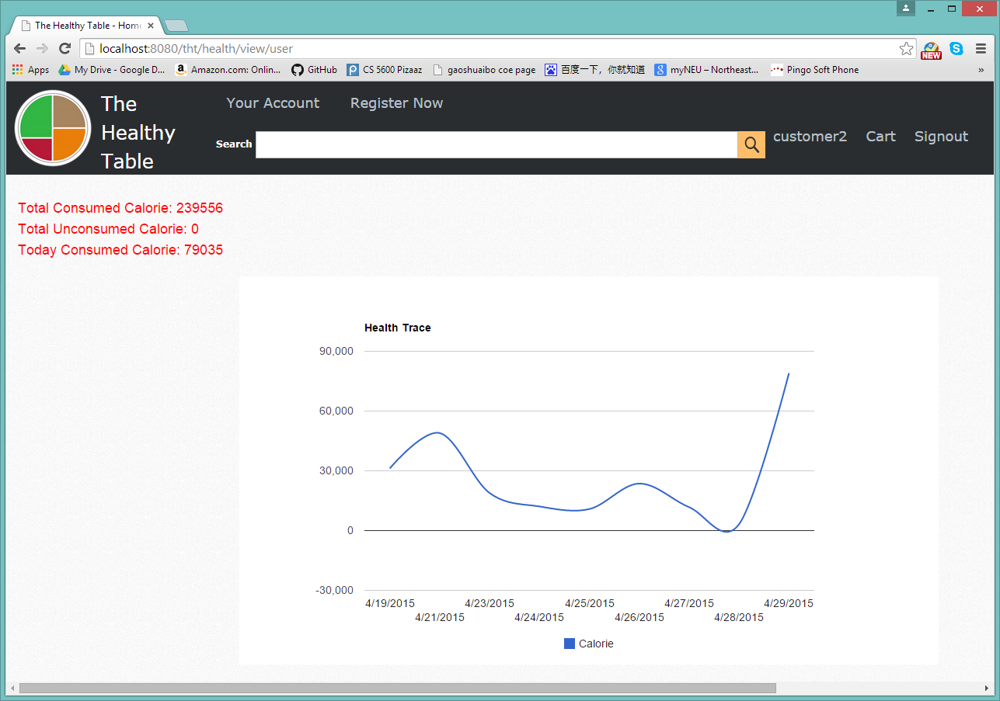 The Healthy Table - Home
localhost:8080/tht/health/view/user
NEW
Apps My Drive - Google D... Amazon.com: Onlin... GitHub CS 5600 Pizaaz gaoshuaibo coe page 百度一下，你就知道 myNEU – Northeast... Pingo Soft Phone »
The
Healthy
Table
Your Account Register Now
Search
customer2 Cart Signout
Total Consumed Calorie: 239556
Total Unconsumed Calorie: 0
Today Consumed Calorie: 79035
Health Trace
90,000
60,000
30,000
0
-30,000
4/19/2015 4/23/2015 4/25/2015 4/27/2015 4/29/2015
4/21/2015 4/24/2015 4/26/2015 4/28/2015
Calorie